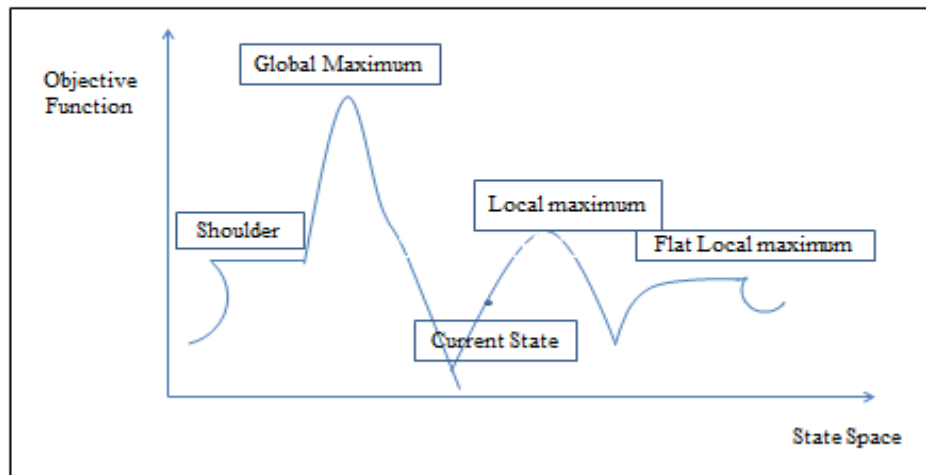 Global Maximum
Objective
Function
Local maximum
Shoulder
Flat Local maximum
Current State
State Space